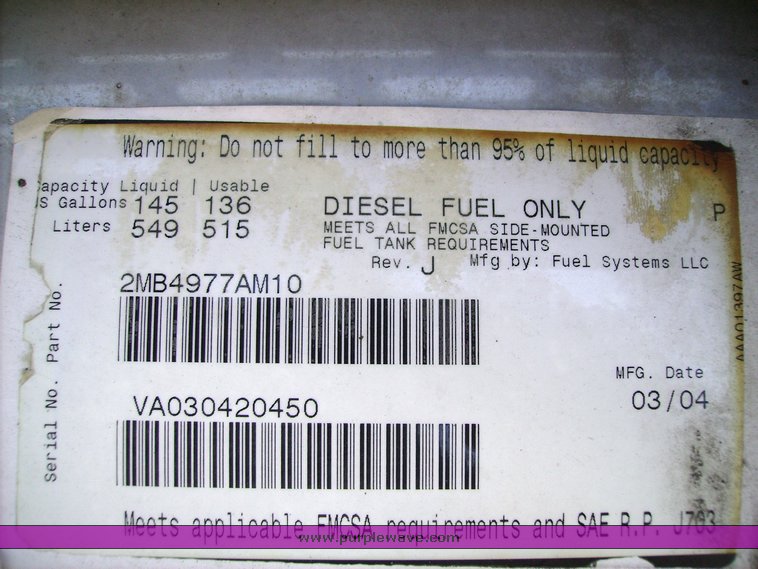 Warning: Do not fill to more than 95% of liquid capacity
apacity Liquid | Usable
S Gallons 145 136
Liters 549 515
DIESEL FUEL ONLY
P
MEETS ALL FMCSA SIDE-MOUNTED
FUEL TANK REQUIREMENTS
Rev. J Mfg by: Fuel Systems LLC
Part No.
2MB4977AM10
AAA01397AW
MFG. Date
03/04
Serial No.
VA030420450
Meets applicable FMCSA requirements and SAE R.P. J703
www.purplewave.com